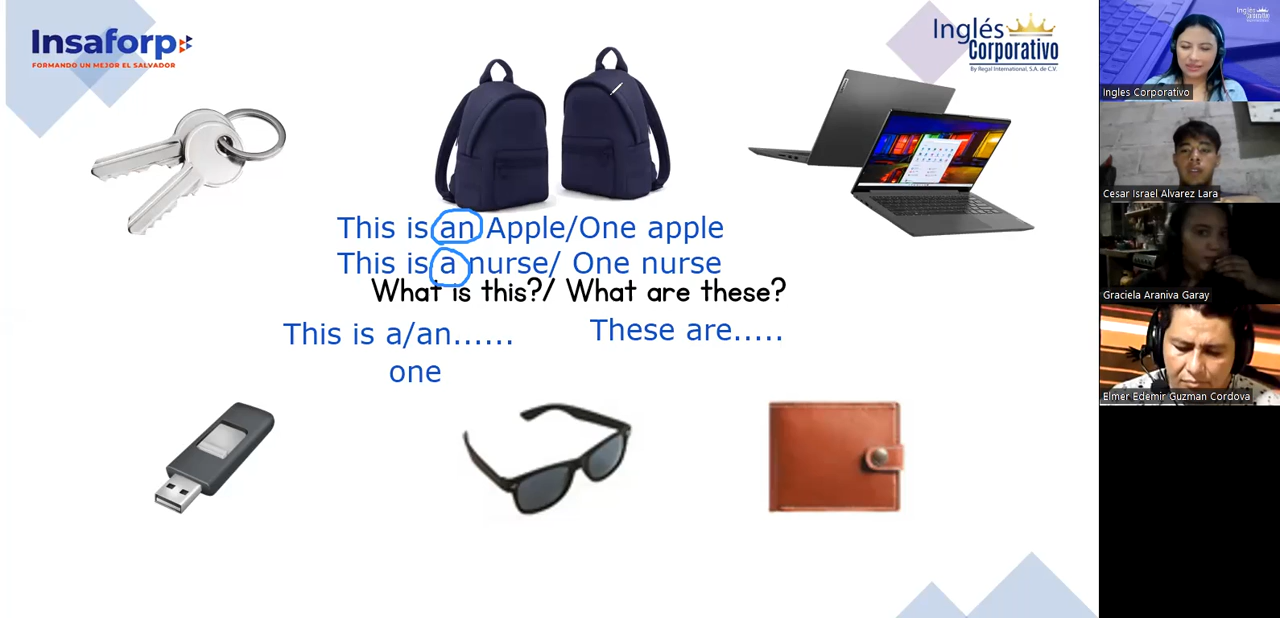 Insaforp
FORMANDO UN MEJOR EL SALVADOR
Inglés
Corporativo
By Regal International, S.A. de C.V.
This is an Apple/One apple
This is a nurse/ One nurse
What is this?/ What are these?
This is a/an......
These are.....
one
Ingles Corporativo
Cesar Israel Alvarez Lara
Graciela Araniva Garay
Elmer Edemir Guzman Cordova